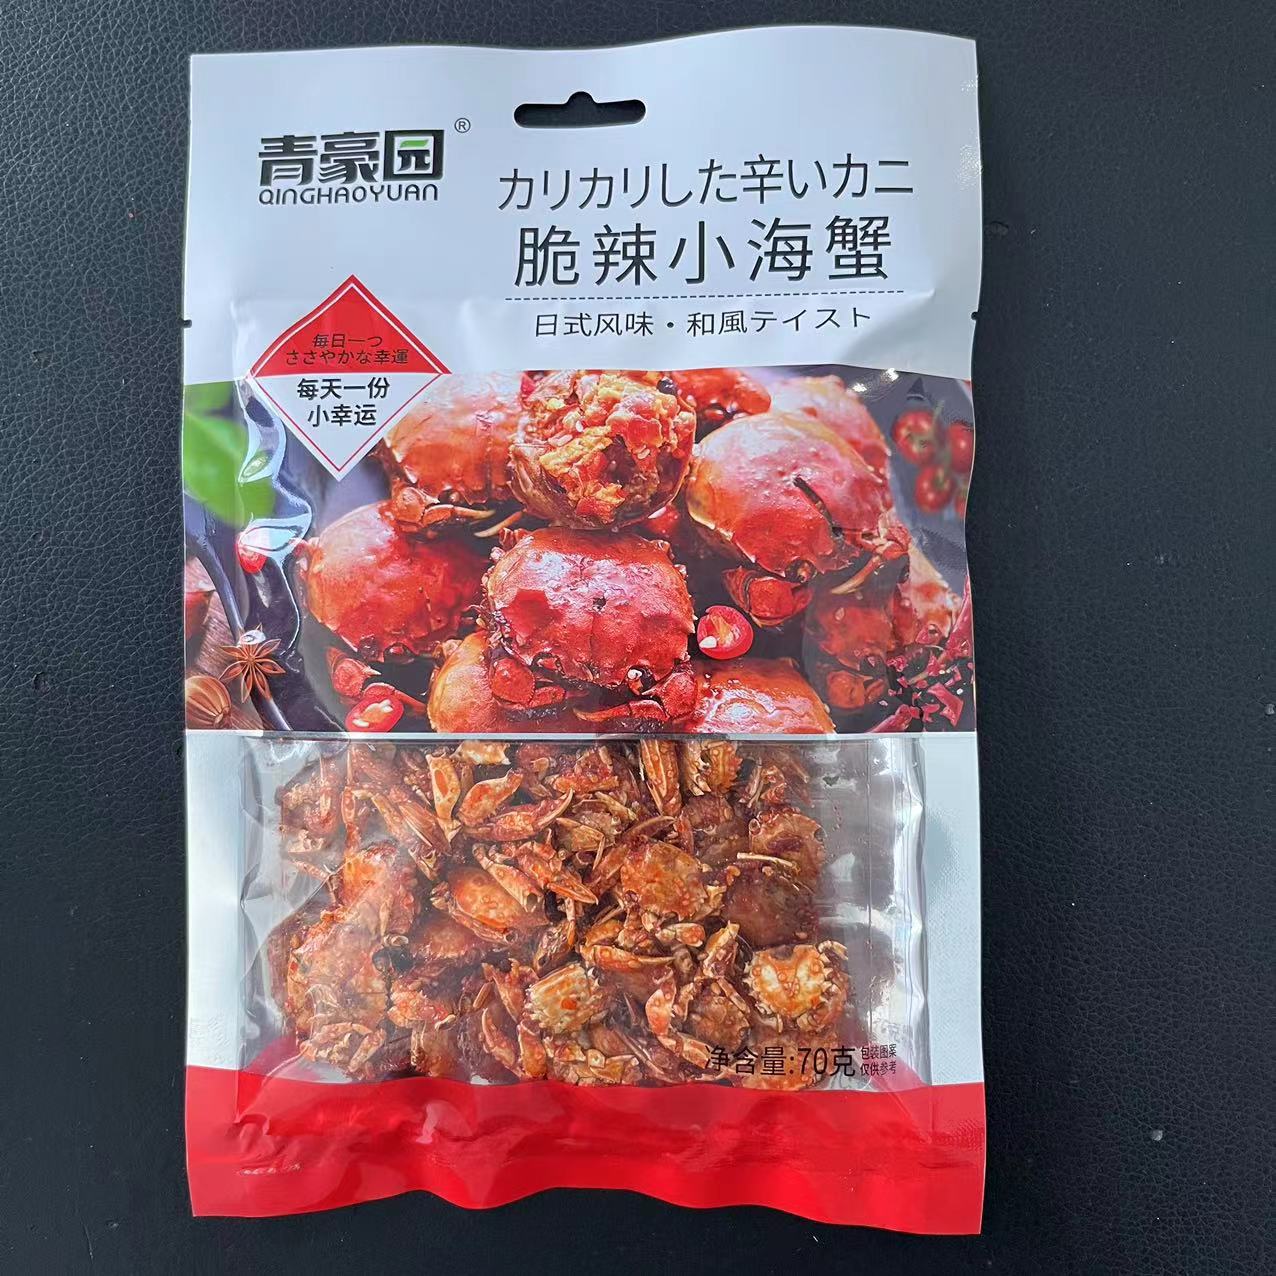 青豪园®
QINGHAOYUAN
カリカリした辛いカニ
脆辣小海蟹
日式风味・和風テイスト
毎日一つ
ささやかな幸運
每天一份
小幸运
净含量:70克
包装图案
仅供参考